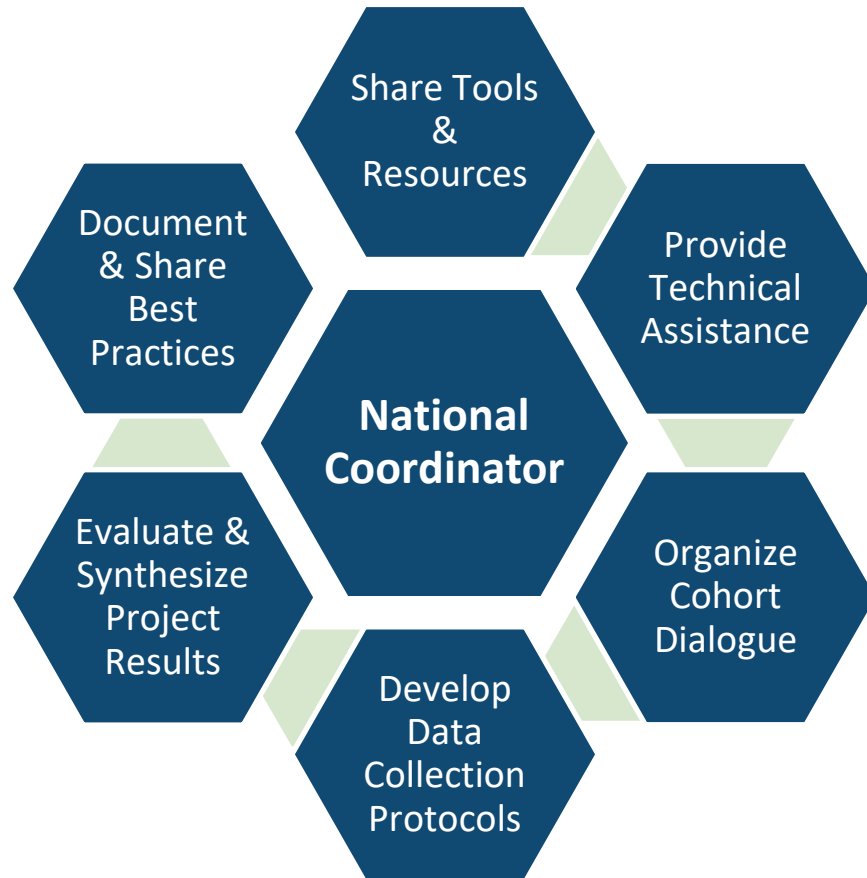 Share Tools
&
Resources
Provide
Technical
Assistance
Organize
Cohort
Dialogue
Develop
Data
Collection
Protocols
Evaluate &
Synthesize
Project
Results
Document
& Share
Best
Practices
National
Coordinator